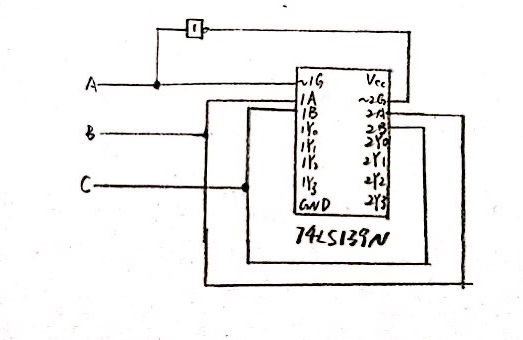 1
A
~1G
Vcc
1A
~2G
B
1B
2A
1Y0
2B
1Y1
2Y0
1Y2
2Y1
C
1Y3
2Y2
GND
2Y3
74LS139N